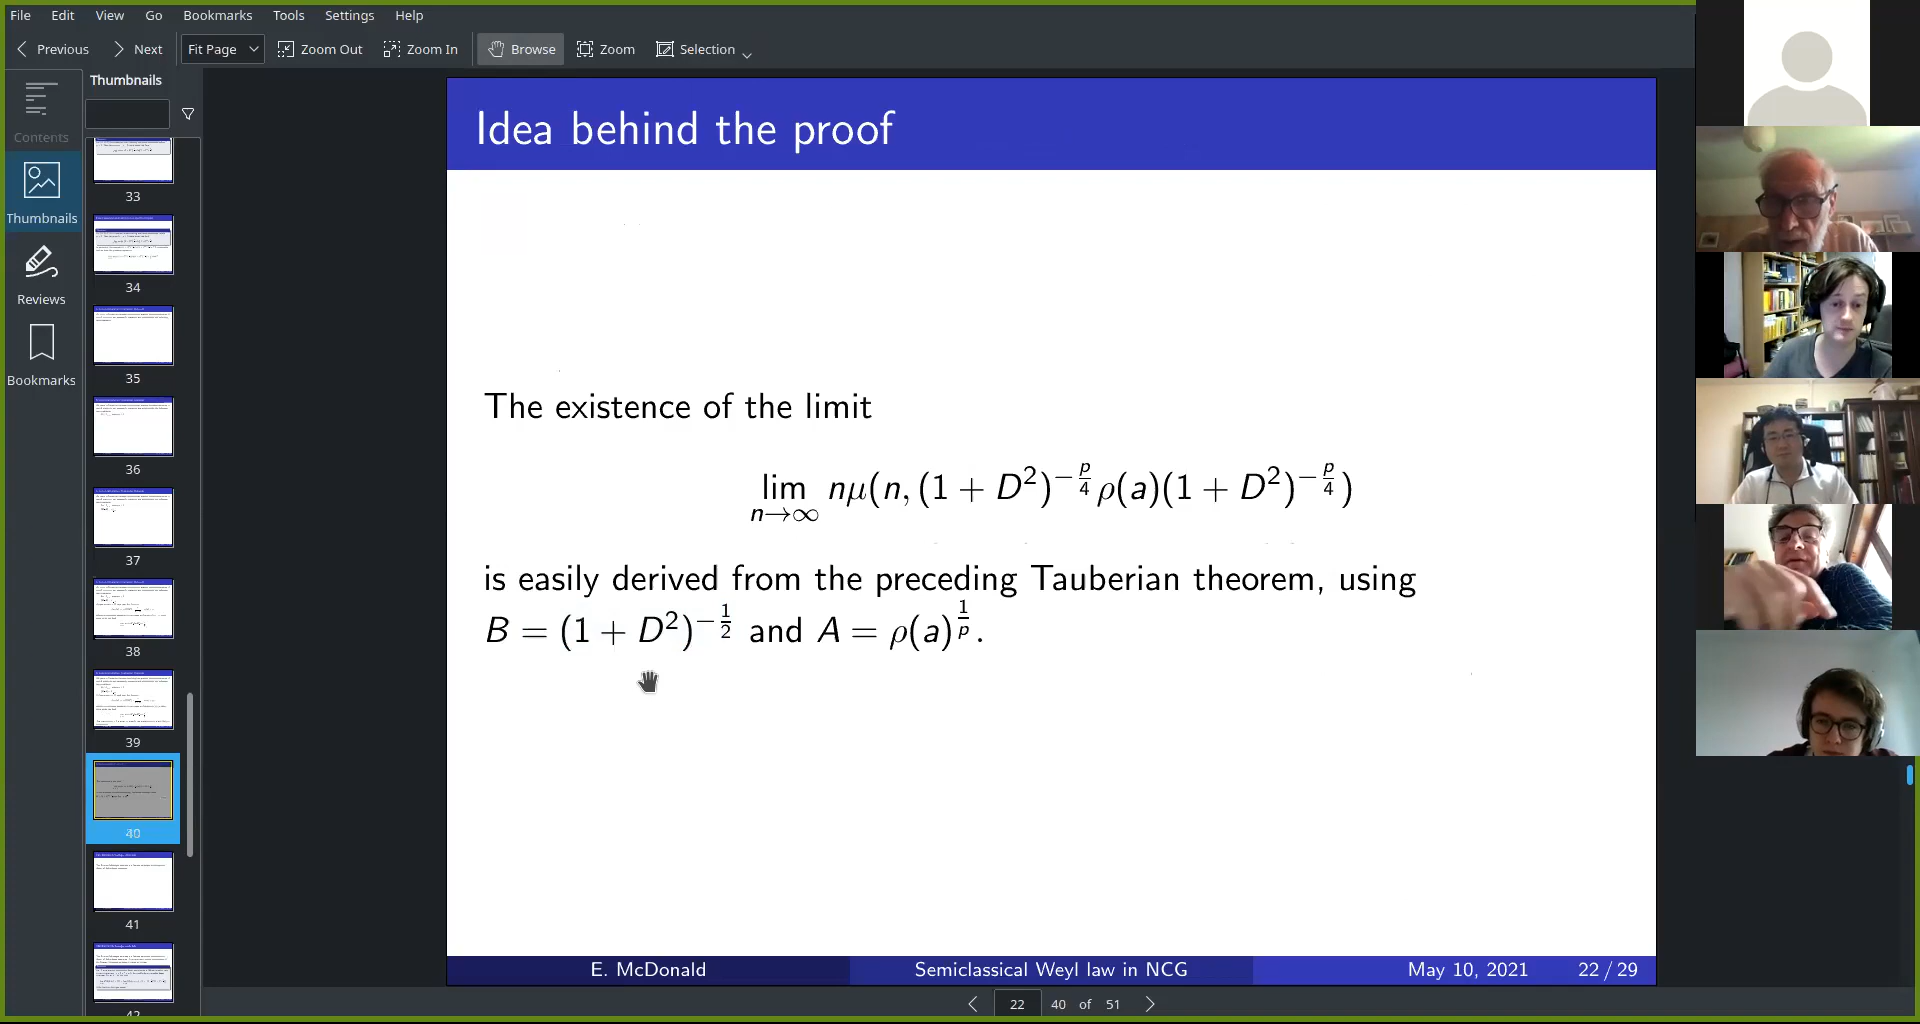 File Edit View Go Bookmarks Tools Settings Help
Previous Next Fit Page Zoom Out Zoom In Browse Zoom Selection
Thumbnails
Contents
Thumbnails
Reviews
Bookmarks
33
34
35
36
37
38
39
40
41
42
Idea behind the proof
The existence of the limit
lim_{n→∞} nμ(n, (1 + D²)^{-p/4} ρ(a)(1 + D²)^{-p/4})
is easily derived from the preceding Tauberian theorem, using
B = (1 + D²)^{-1/2} and A = ρ(a)^{1/p}.
E. McDonald Semiclassical Weyl law in NCG May 10, 2021 22 / 29
22 40 of 51